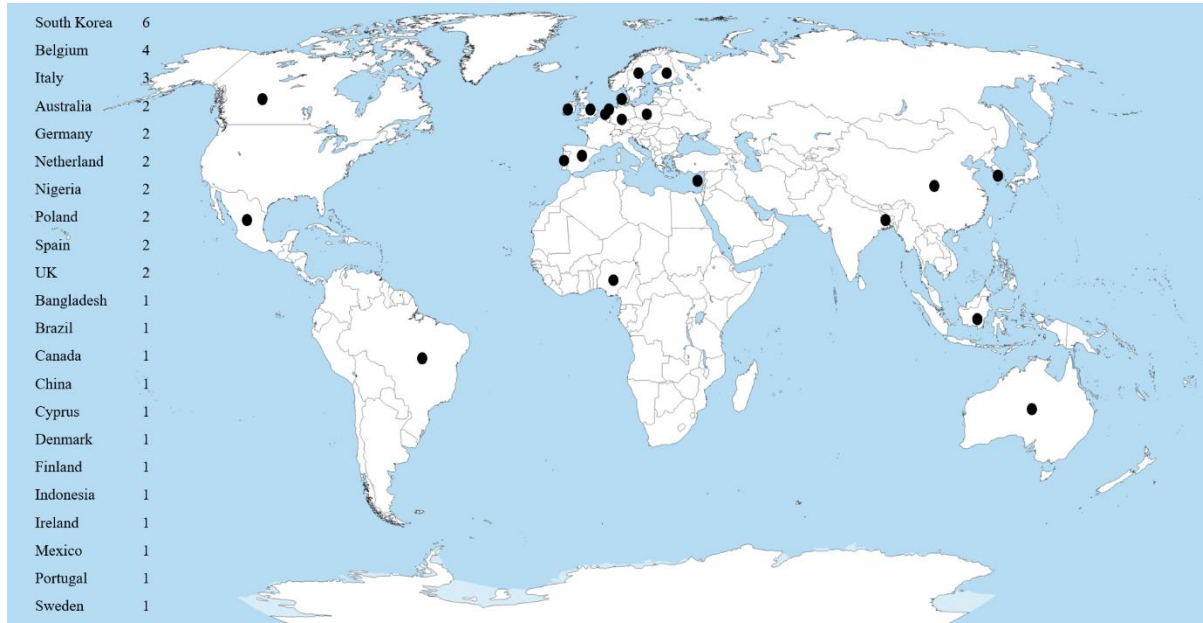 South Korea 6
Belgium 4
Italy 3
Australia 2
Germany 2
Netherland 2
Nigeria 2
Poland 2
Spain 2
UK 2
Bangladesh 1
Brazil 1
Canada 1
China 1
Cyprus 1
Denmark 1
Finland 1
Indonesia 1
Ireland 1
Mexico 1
Portugal 1
Sweden 1